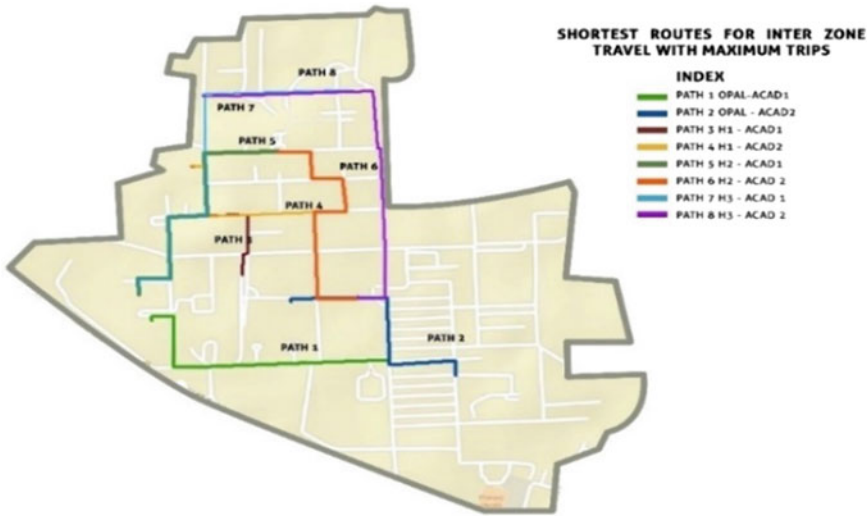 SHORTEST ROUTES FOR INTER ZONE
TRAVEL WITH MAXIMUM TRIPS
INDEX
PATH 1 OPAL-ACAD1
PATH 2 OPAL - ACAD2
PATH 3 H1 - ACAD1
PATH 4 H1 - ACAD2
PATH 5 H2 - ACAD1
PATH 6 H2 - ACAD 2
PATH 7 H3 - ACAD 1
PATH 8 H3 - ACAD 2
PATH 8
PATH 7
PATH 5
PATH 6
PATH 4
PATH
PATH 1
PATH 2